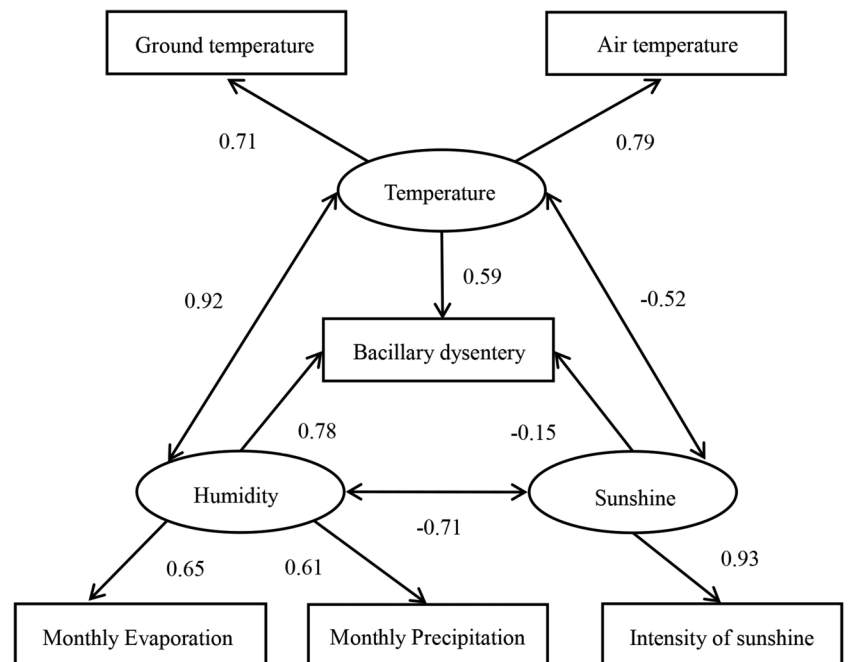 Ground temperature
Air temperature
0.71
0.79
Temperature
0.59
0.92
-0.52
Bacillary dysentery
0.78
-0.15
Humidity
Sunshine
-0.71
0.65
0.61
0.93
Monthly Evaporation
Monthly Precipitation
Intensity of sunshine